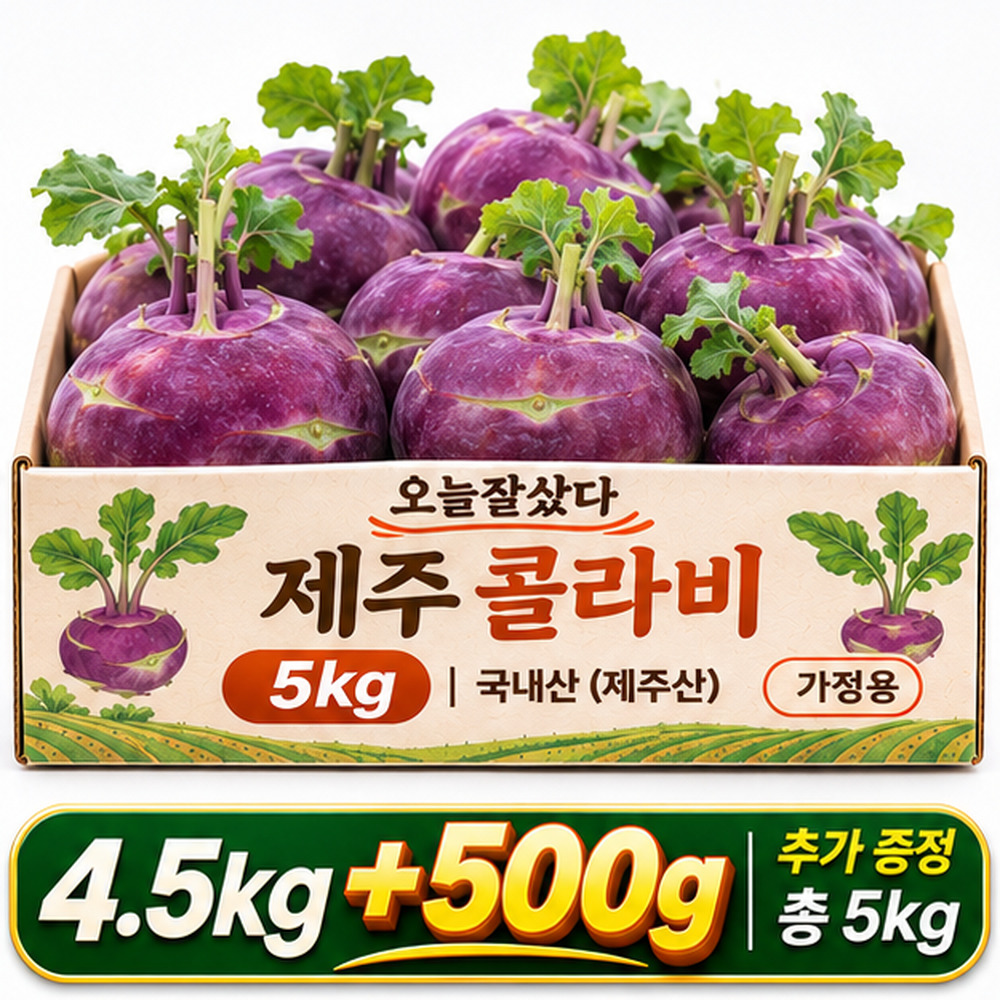 오늘잘샀다
제주 콜라비
5kg | 국내산 (제주산) 가정용
4.5kg+500g
추가 증정
총 5kg